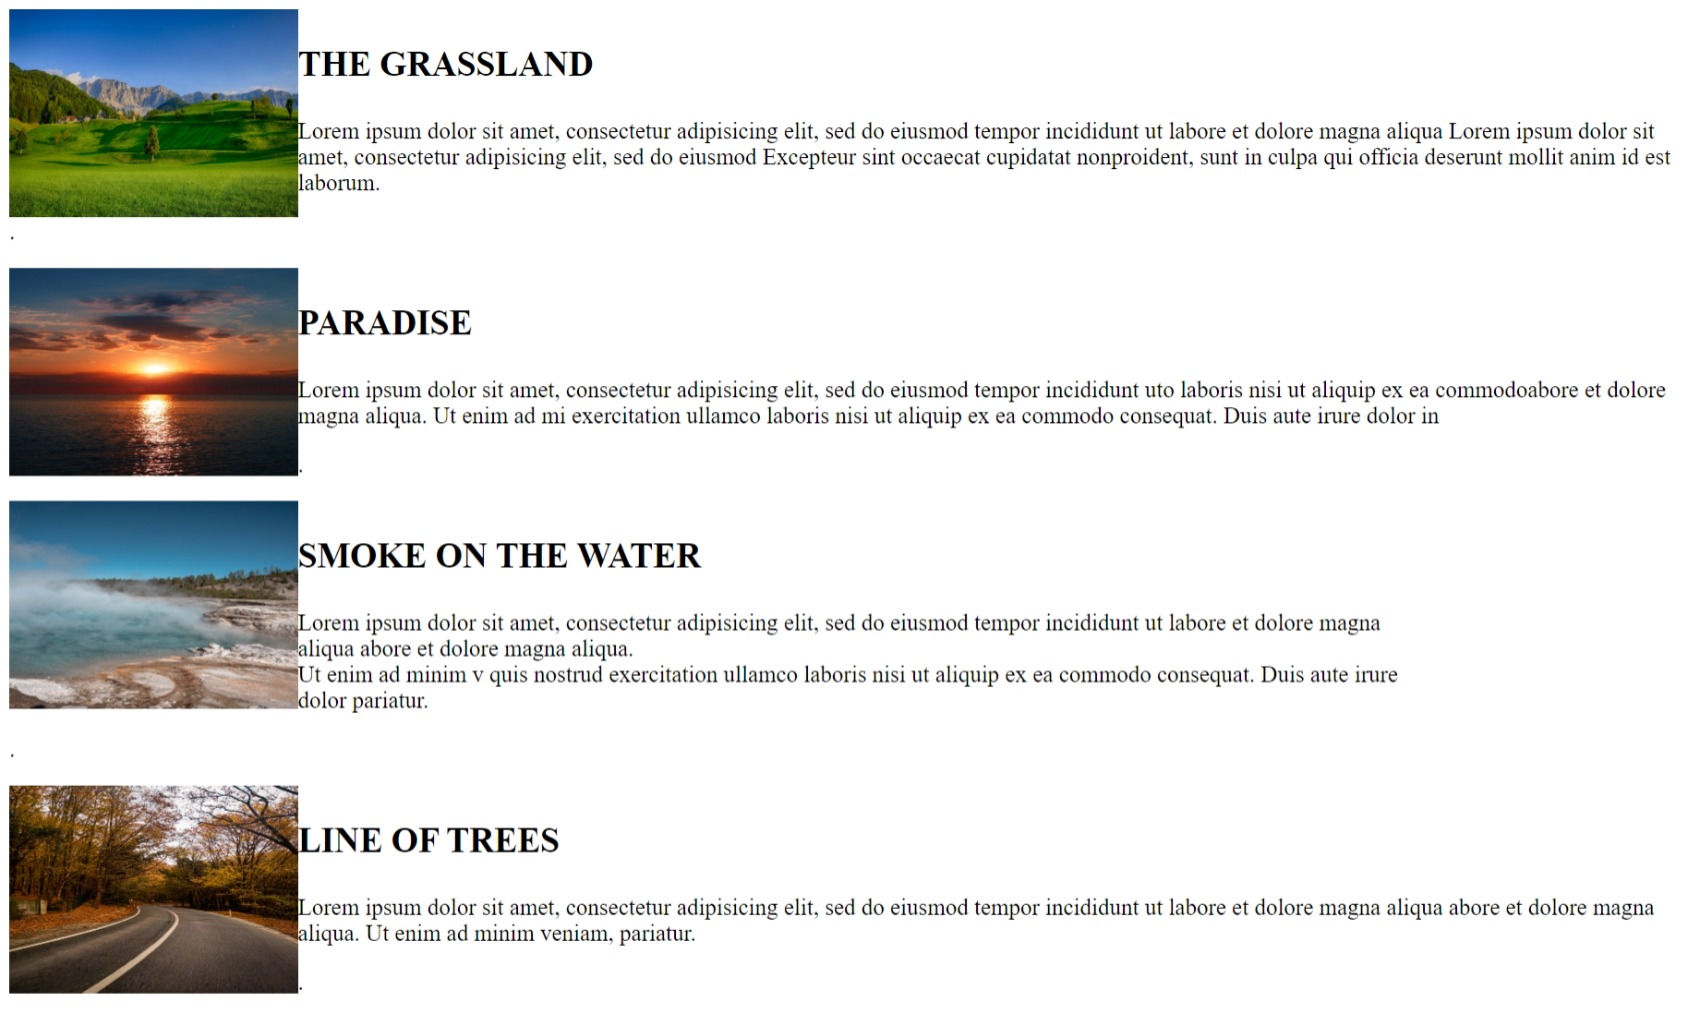 THE GRASSLAND
Lorem ipsum dolor sit amet, consectetur adipisicing elit, sed do eiusmod tempor incididunt ut labore et dolore magna aliqua Lorem ipsum dolor sit
amet, consectetur adipisicing elit, sed do eiusmod Excepteur sint occaecat cupidatat nonproident, sunt in culpa qui officia deserunt mollit anim id est
laborum.
.
PARADISE
Lorem ipsum dolor sit amet, consectetur adipisicing elit, sed do eiusmod tempor incididunt uto laboris nisi ut aliquip ex ea commodoabore et dolore
magna aliqua. Ut enim ad mi exercitation ullamco laboris nisi ut aliquip ex ea commodo consequat. Duis aute irure dolor in
.
SMOKE ON THE WATER
Lorem ipsum dolor sit amet, consectetur adipisicing elit, sed do eiusmod tempor incididunt ut labore et dolore magna
aliqua abore et dolore magna aliqua.
Ut enim ad minim v quis nostrud exercitation ullamco laboris nisi ut aliquip ex ea commodo consequat. Duis aute irure
dolor pariatur.
.
LINE OF TREES
Lorem ipsum dolor sit amet, consectetur adipisicing elit, sed do eiusmod tempor incididunt ut labore et dolore magna aliqua abore et dolore magna
aliqua. Ut enim ad minim veniam, pariatur.
.